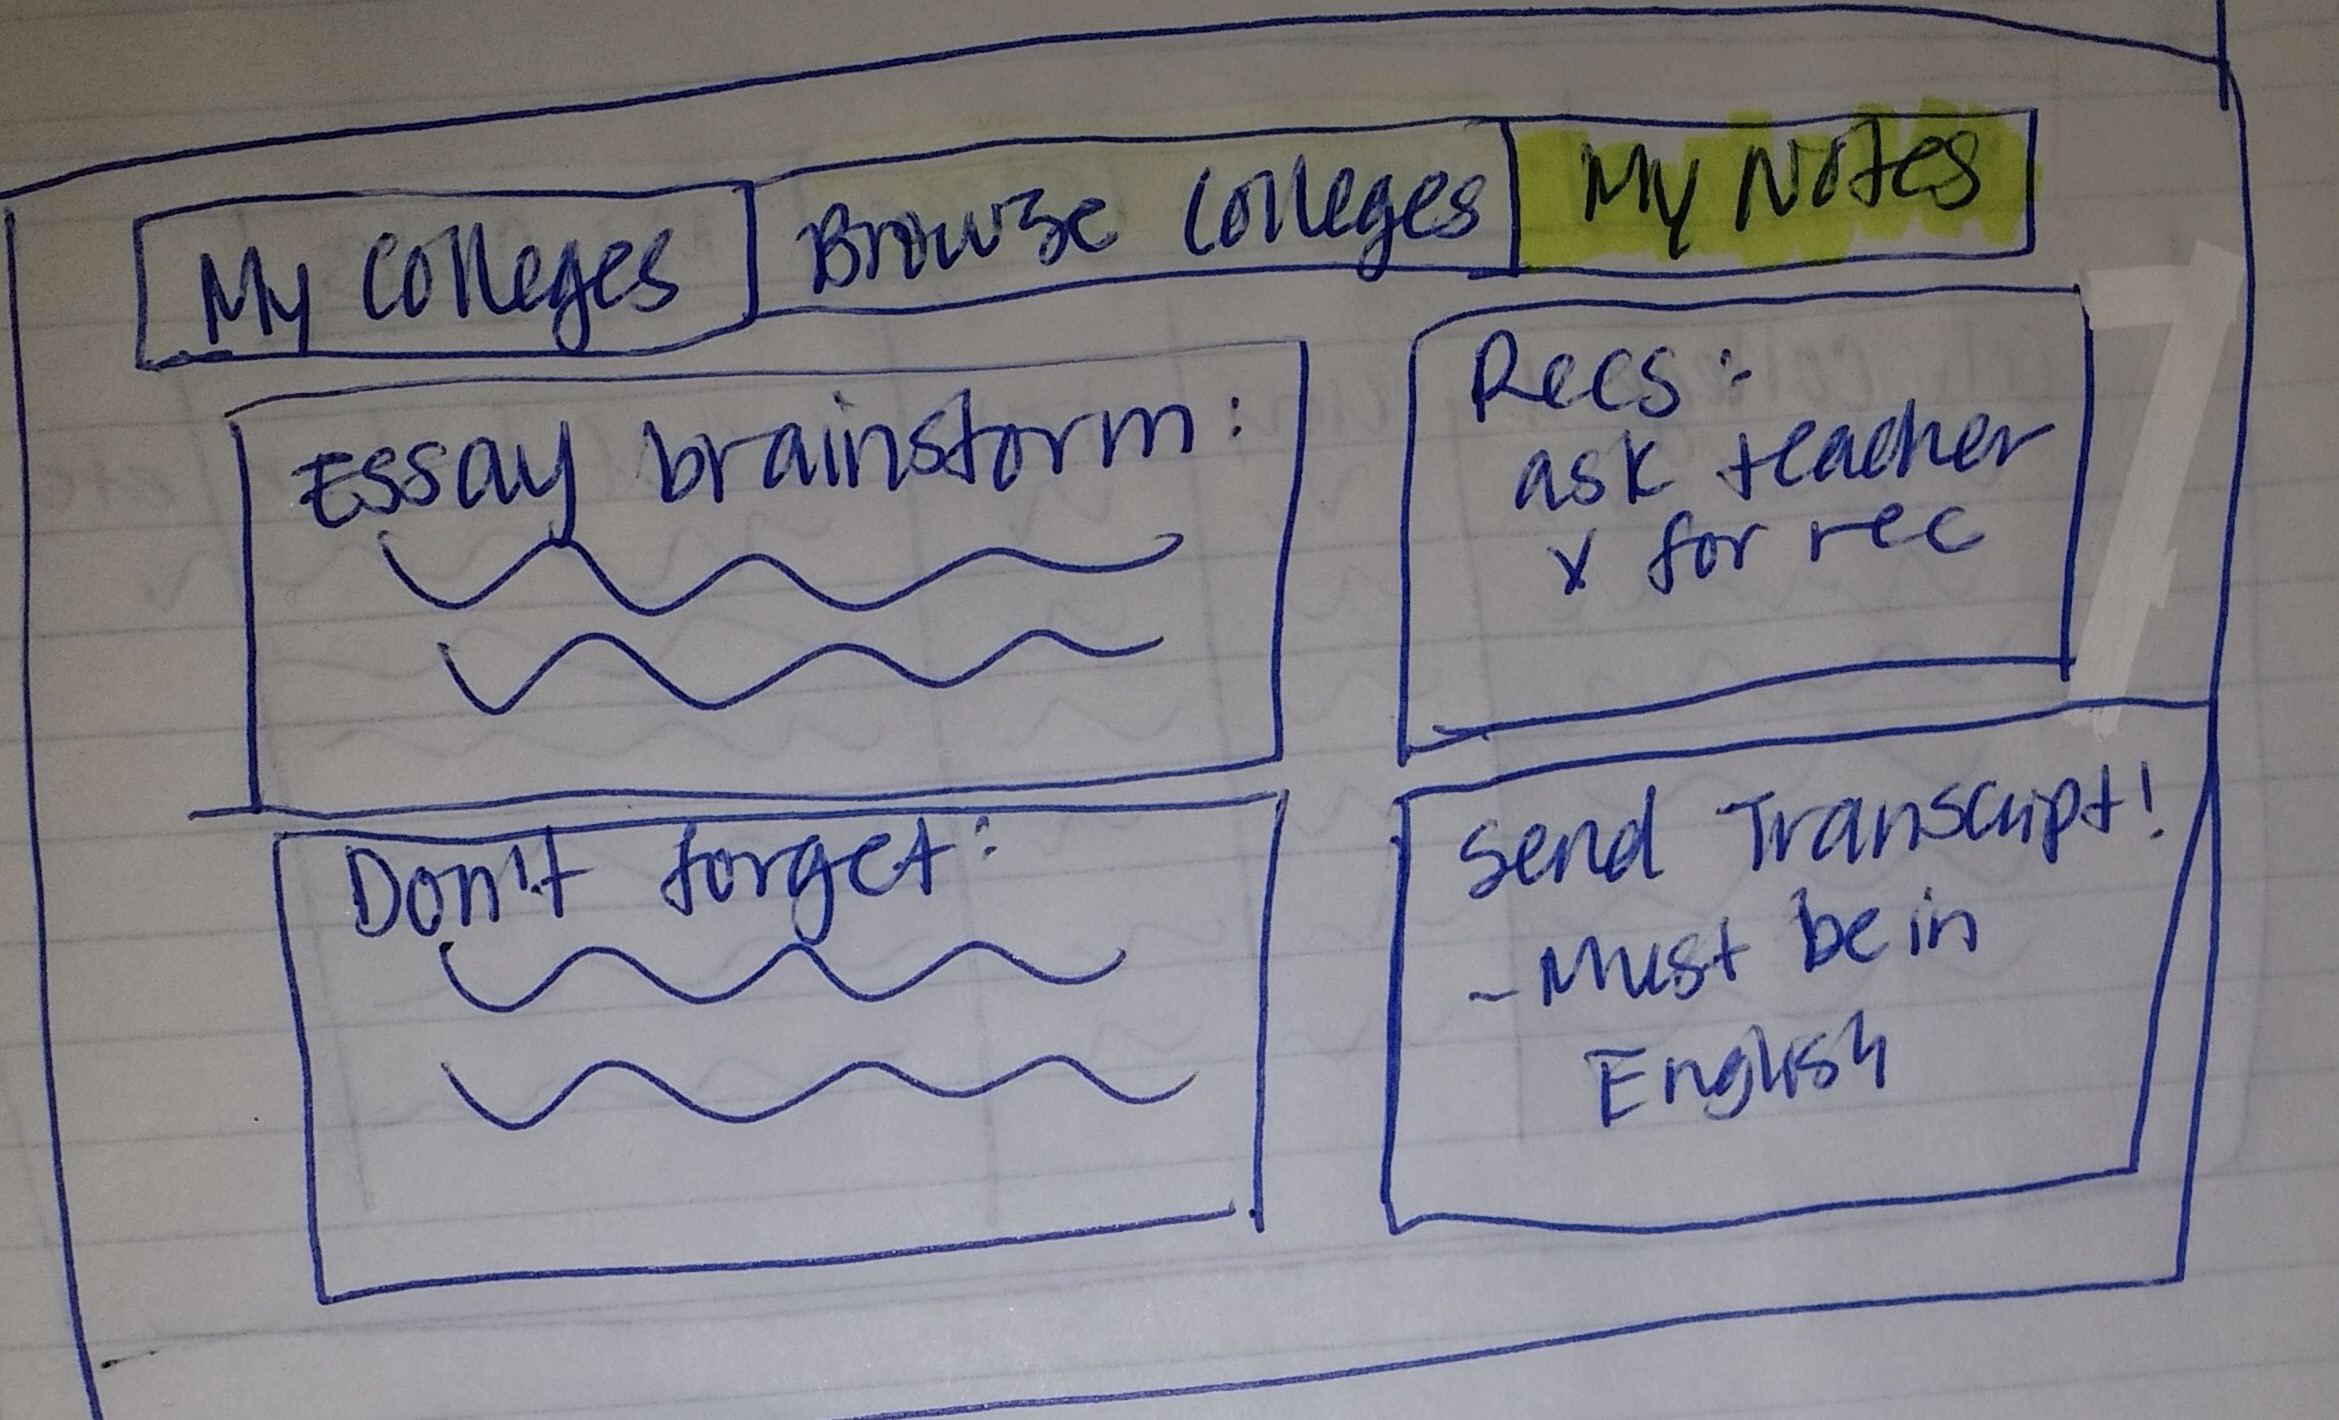 My Colleges
Browse Colleges
My Notes
Essay brainstorm:
Recs:
ask teacher
x for rec
Don't forget:
Send Transcript!
- Must be in
English
7